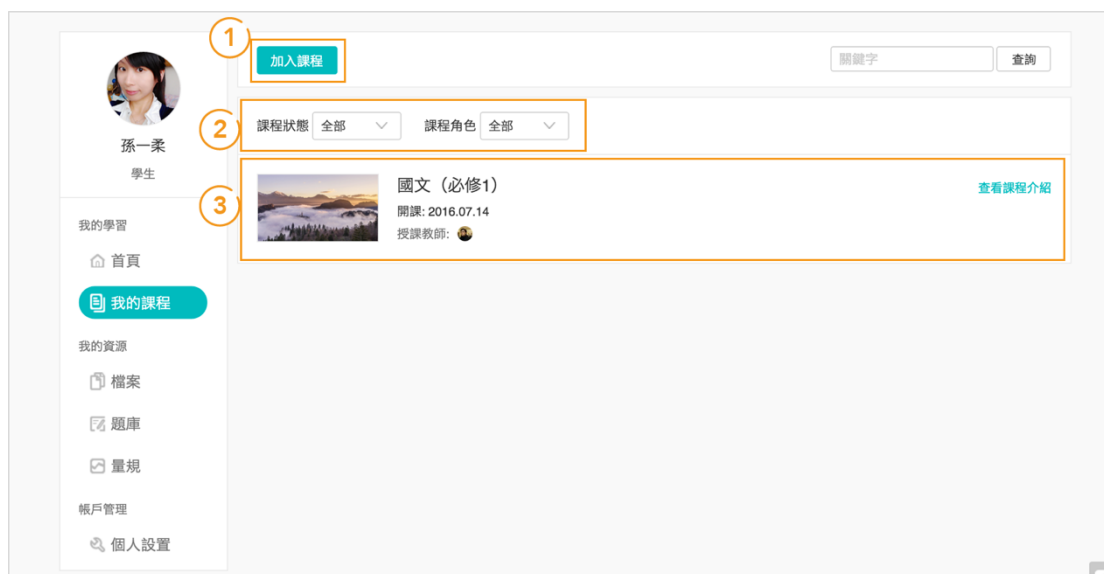 1
加入課程
關鍵字
查詢
孫一柔
學生
2
課程狀態 全部 課程角色 全部
3
國文（必修1）
查看課程介紹
開課: 2016.07.14
授課教師:
我的學習
首頁
我的課程
我的資源
檔案
題庫
量規
帳戶管理
個人設置